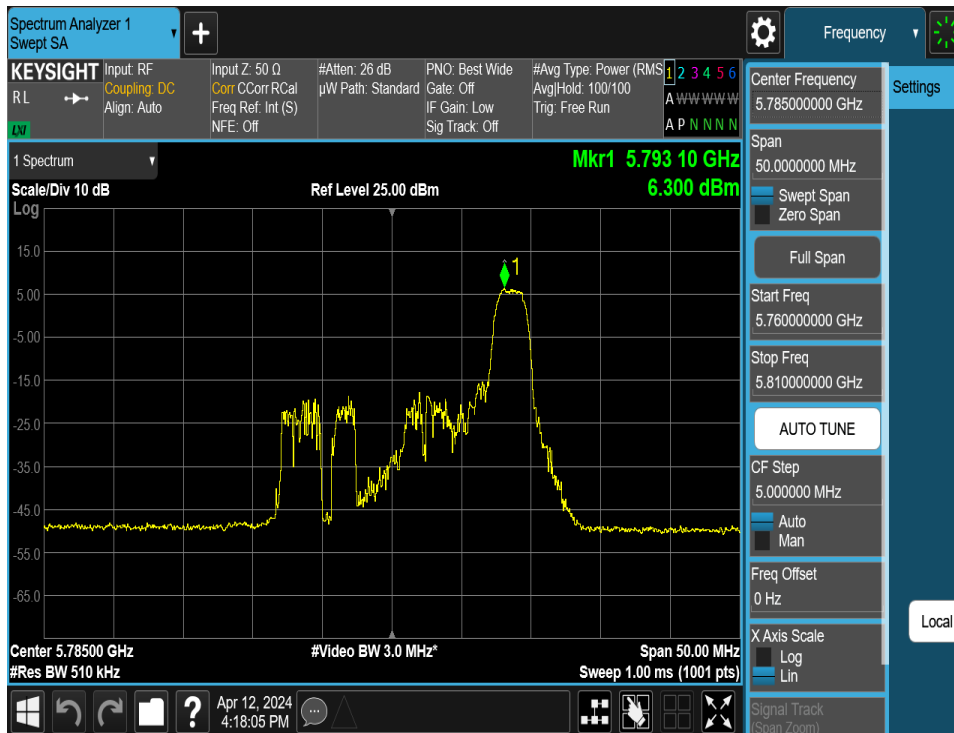 Spectrum Analyzer 1
Swept SA
+
Frequency
KEYSIGHT
RL
LXI
Input: RF
Coupling: DC
Align: Auto
Input Z: 50 Ω
Corr CCorr RCal
Freq Ref: Int (S)
NFE: Off
#Atten: 26 dB
µW Path: Standard
PNO: Best Wide
Gate: Off
IF Gain: Low
Sig Track: Off
#Avg Type: Power (RMS
Avg|Hold: 100/100
Trig: Free Run
1 2 3 4 5 6
A W W W W W
A P N N N N
1 Spectrum
Scale/Div 10 dB
Log
Ref Level 25.00 dBm
Mkr1 5.793 10 GHz
6.300 dBm
1
15.0
5.00
-5.00
-15.0
-25.0
-35.0
-45.0
-55.0
-65.0
Center 5.78500 GHz
#Video BW 3.0 MHz*
Span 50.00 MHz
#Res BW 510 kHz
Sweep 1.00 ms (1001 pts)
Center Frequency
5.785000000 GHz
Settings
Span
50.0000000 MHz
Swept Span
Zero Span
Full Span
Start Freq
5.760000000 GHz
Stop Freq
5.810000000 GHz
AUTO TUNE
CF Step
5.000000 MHz
Auto
Man
Freq Offset
0 Hz
Local
X Axis Scale
Log
Lin
Signal Track
(Span Zoom)
?
Apr 12, 2024
4:18:05 PM